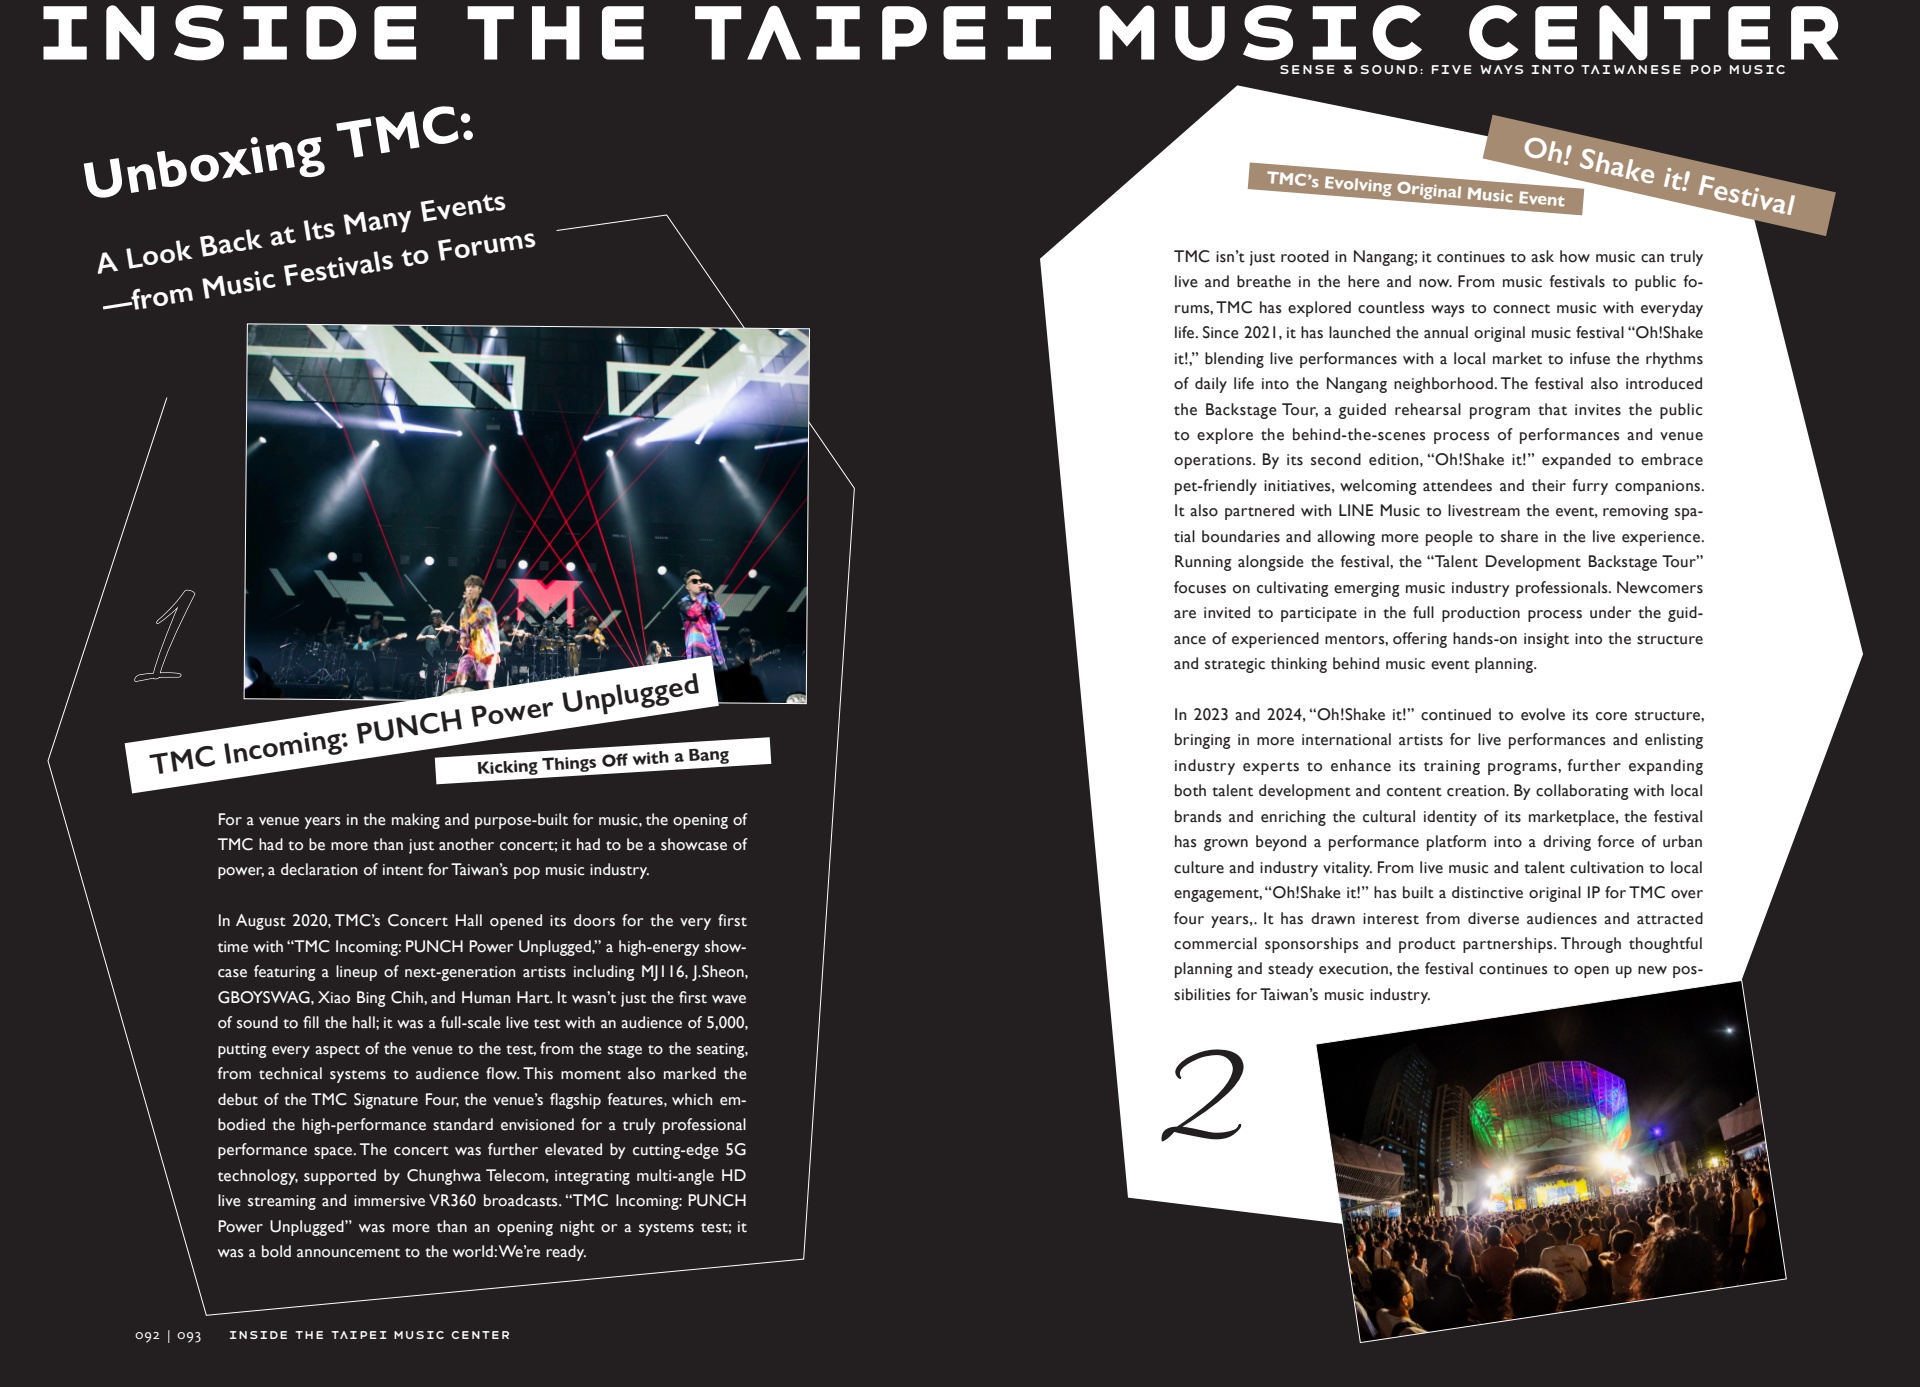 INSIDE THE TAIPEI MUSIC CENTER
SENSE & SOUND: FIVE WAYS INTO TAIWANESE POP MUSIC
Unboxing TMC:
A Look Back at Its Many Events
—from Music Festivals to Forums
1
TMC Incoming: PUNCH Power Unplugged
Kicking Things Off with a Bang
For a venue years in the making and purpose-built for music, the opening of
TMC had to be more than just another concert; it had to be a showcase of
power, a declaration of intent for Taiwan’s pop music industry.
In August 2020, TMC’s Concert Hall opened its doors for the very first
time with “TMC Incoming: PUNCH Power Unplugged,” a high-energy show-
case featuring a lineup of next-generation artists including MJ116, J.Sheon,
GBOYSWAG, Xiao Bing Chih, and Human Hart. It wasn’t just the first wave
of sound to fill the hall; it was a full-scale live test with an audience of 5,000,
putting every aspect of the venue to the test, from the stage to the seating,
from technical systems to audience flow. This moment also marked the
debut of the TMC Signature Four, the venue’s flagship features, which em-
bodied the high-performance standard envisioned for a truly professional
performance space. The concert was further elevated by cutting-edge 5G
technology, supported by Chunghwa Telecom, integrating multi-angle HD
live streaming and immersive VR360 broadcasts. “TMC Incoming: PUNCH
Power Unplugged” was more than an opening night or a systems test; it
was a bold announcement to the world:We’re ready.
092 | 093 INSIDE THE TAIPEI MUSIC CENTER
Oh! Shake it! Festival
TMC’s Evolving Original Music Event
TMC isn’t just rooted in Nangang; it continues to ask how music can truly
live and breathe in the here and now. From music festivals to public fo-
rums, TMC has explored countless ways to connect music with everyday
life. Since 2021, it has launched the annual original music festival “Oh!Shake
it!,” blending live performances with a local market to infuse the rhythms
of daily life into the Nangang neighborhood. The festival also introduced
the Backstage Tour, a guided rehearsal program that invites the public
to explore the behind-the-scenes process of performances and venue
operations. By its second edition, “Oh!Shake it!” expanded to embrace
pet-friendly initiatives, welcoming attendees and their furry companions.
It also partnered with LINE Music to livestream the event, removing spa-
tial boundaries and allowing more people to share in the live experience.
Running alongside the festival, the “Talent Development Backstage Tour”
focuses on cultivating emerging music industry professionals. Newcomers
are invited to participate in the full production process under the guid-
ance of experienced mentors, offering hands-on insight into the structure
and strategic thinking behind music event planning.
In 2023 and 2024, “Oh!Shake it!” continued to evolve its core structure,
bringing in more international artists for live performances and enlisting
industry experts to enhance its training programs, further expanding
both talent development and content creation. By collaborating with local
brands and enriching the cultural identity of its marketplace, the festival
has grown beyond a performance platform into a driving force of urban
culture and industry vitality. From live music and talent cultivation to local
engagement, “Oh!Shake it!” has built a distinctive original IP for TMC over
four years,. It has drawn interest from diverse audiences and attracted
commercial sponsorships and product partnerships. Through thoughtful
planning and steady execution, the festival continues to open up new pos-
sibilities for Taiwan’s music industry.
2